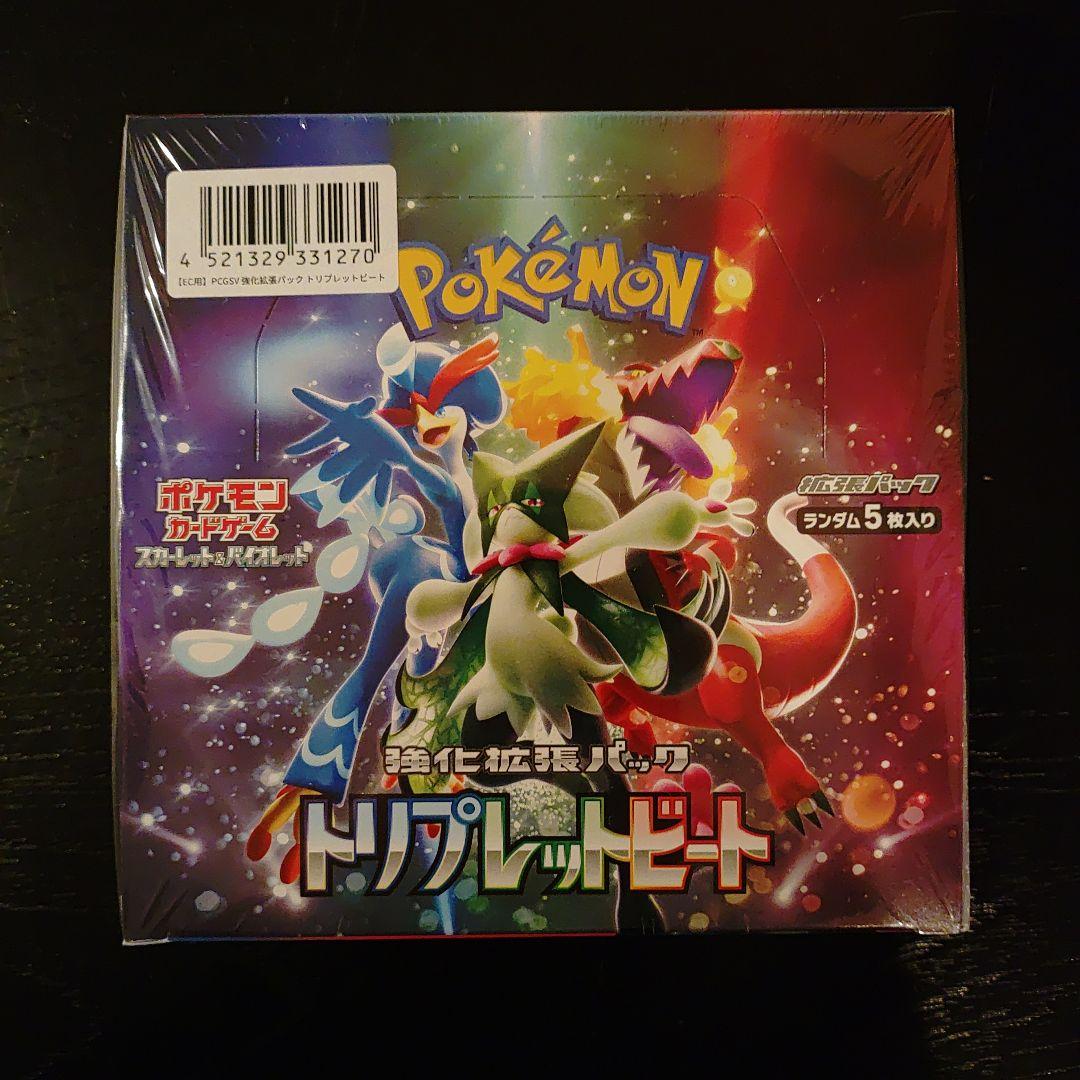 4 521329 331270
【EC用】PCGSV 強化拡張パック トリプレットビート
POKéMON
TM
ポケモン
カードゲーム
スカーレット&バイオレット
拡張パック
ランダム5枚入り
強化拡張パック
トリプレットビート